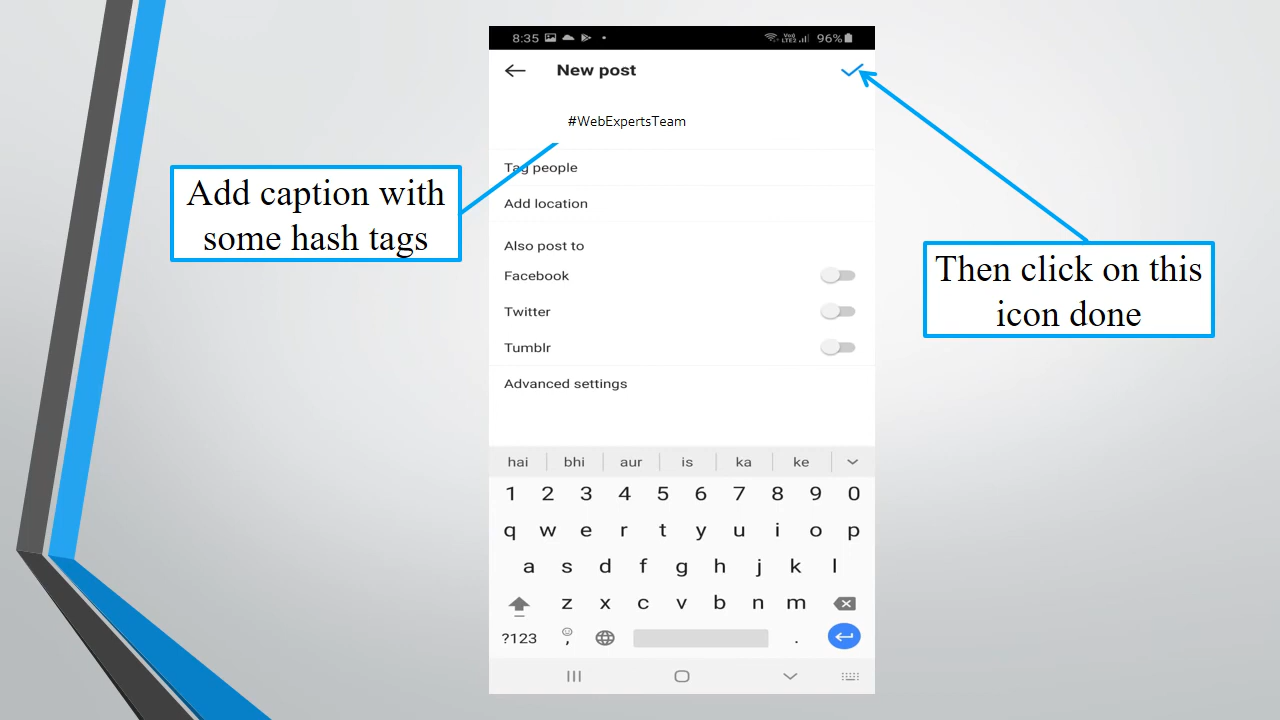 8:35 VoI) LTE2 96%
New post
#WebExpertsTeam
Add caption with
some hash tags
Tag people
Add location
Also post to
Facebook
Twitter
Tumblr
Advanced settings
Then click on this
icon done
hai bhi aur is ka ke
1 2 3 4 5 6 7 8 9 0
q w e r t y u i o p
a s d f g h j k l
z x c v b n m
?123 , .